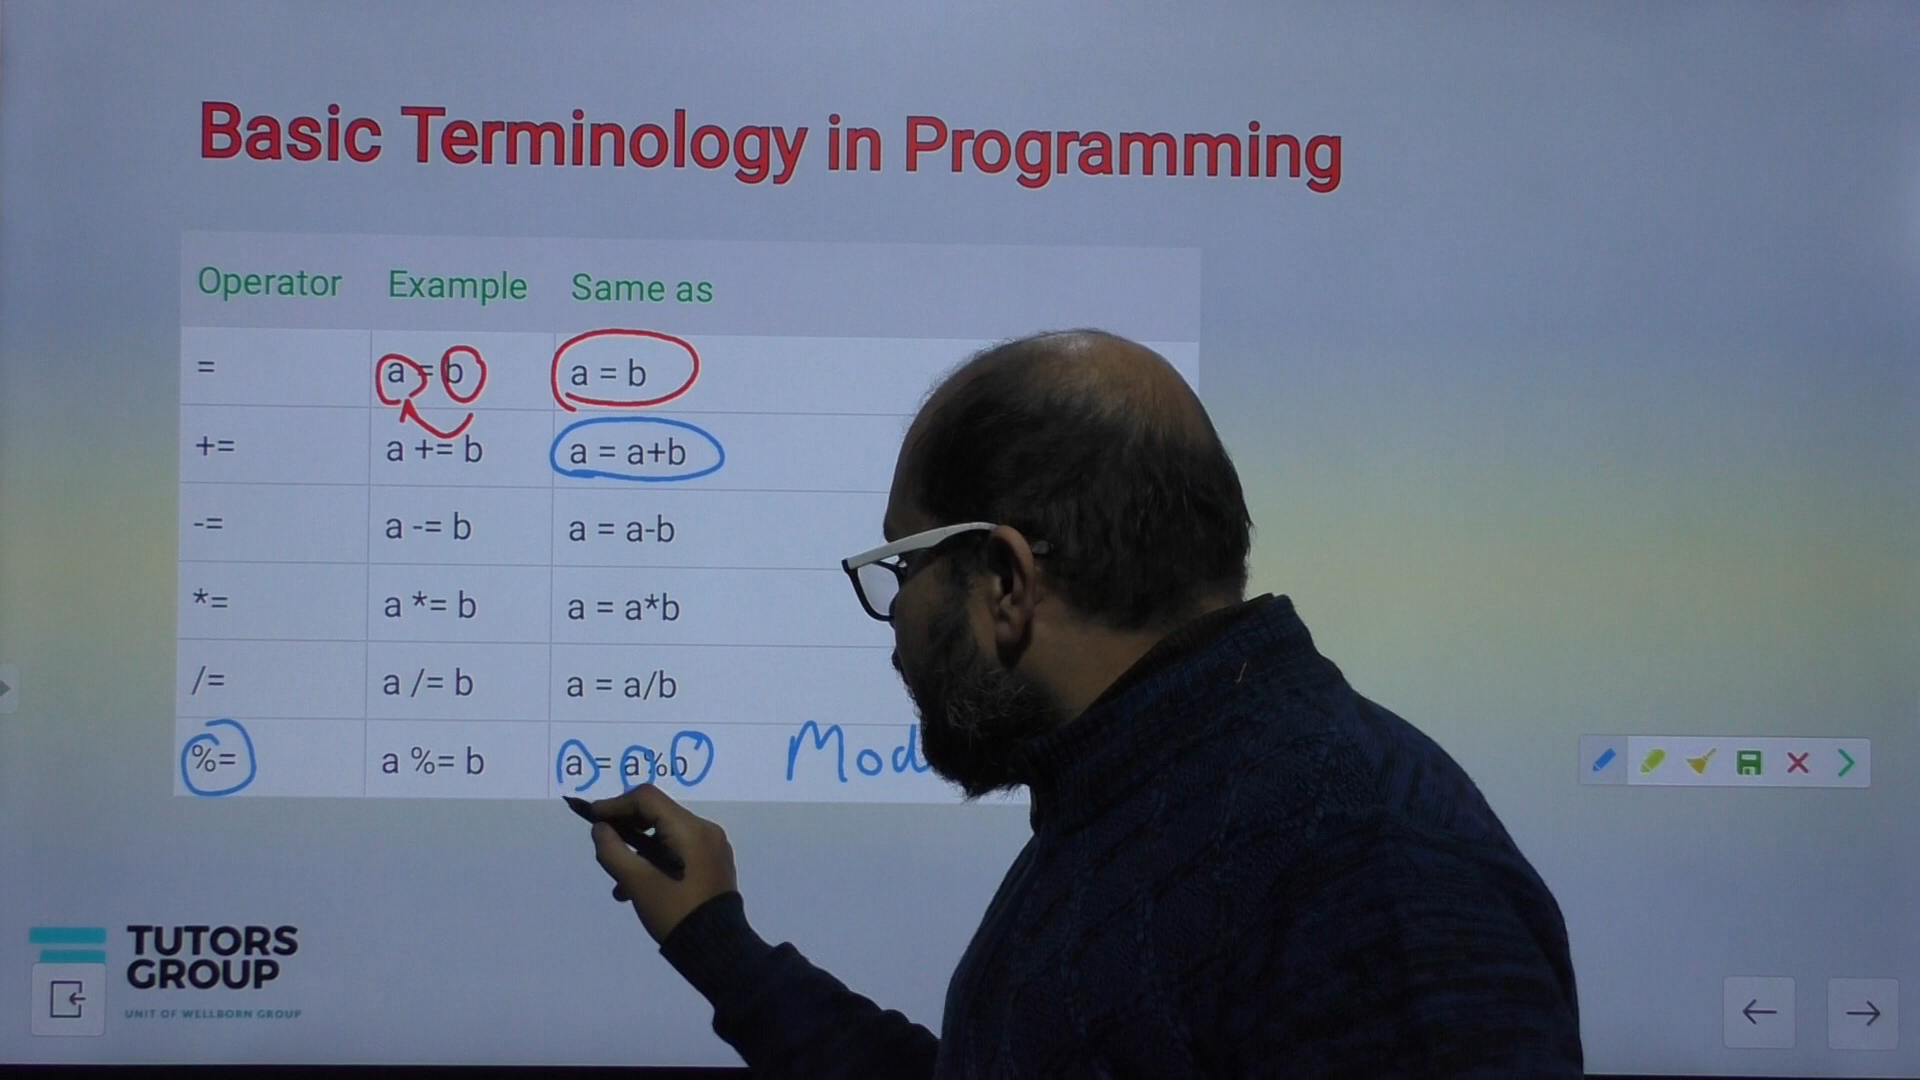 Basic Terminology in Programming
Operator Example Same as
= a = b a = b
+= a += b a = a+b
-= a -= b a = a-b
*= a *= b a = a*b
/= a /= b a = a/b
%= a %= b a = a%b Mod
TUTORS
GROUP
UNIT OF WELLBORN GROUP